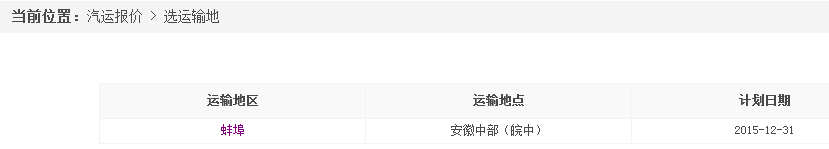 当前位置：汽运报价 > 选运输地
运输地区 运输地点 计划日期
蚌埠 安徽中部（皖中） 2015-12-31